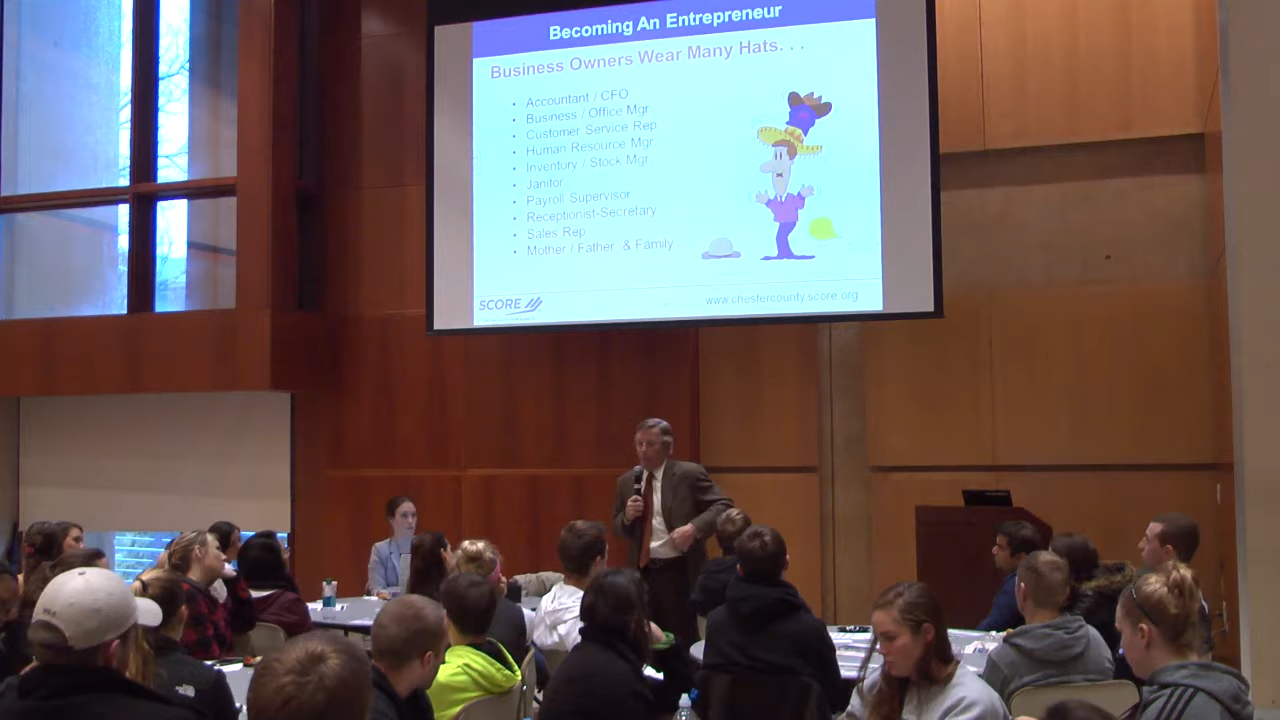 Becoming An Entrepreneur
Business Owners Wear Many Hats. . .
• Accountant / CFO
• Business / Office Mgr
• Customer Service Rep.
• Human Resource Mgr.
• Inventory / Stock Mgr.
• Janitor
• Payroll Supervisor
• Receptionist-Secretary
• Sales Rep
• Mother / Father & Family
SCORE
www.chestercounty.score.org